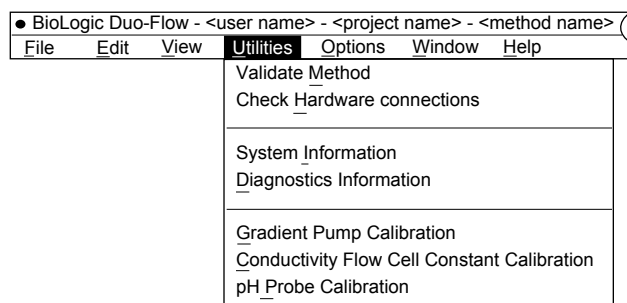 ● BioLogic Duo-Flow - <user name> - <project name> - <method name>
File Edit View Utilities Options Window Help
Validate Method
Check Hardware connections
System Information
Diagnostics Information
Gradient Pump Calibration
Conductivity Flow Cell Constant Calibration
pH Probe Calibration